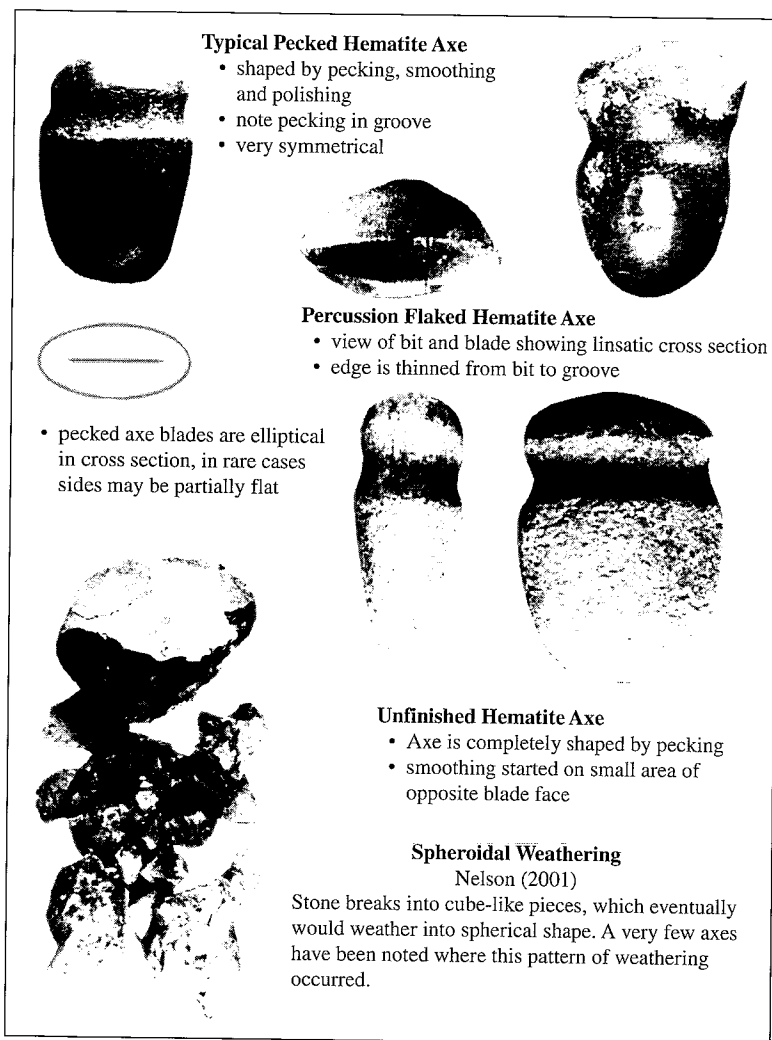 Typical Pecked Hematite Axe
• shaped by pecking, smoothing
and polishing
• note pecking in groove
• very symmetrical
Percussion Flaked Hematite Axe
• view of bit and blade showing linsatic cross section
• edge is thinned from bit to groove
• pecked axe blades are elliptical
in cross section, in rare cases
sides may be partially flat
Unfinished Hematite Axe
• Axe is completely shaped by pecking
• smoothing started on small area of
opposite blade face
Spheroidal Weathering
Nelson (2001)
Stone breaks into cube-like pieces, which eventually
would weather into spherical shape. A very few axes
have been noted where this pattern of weathering
occurred.